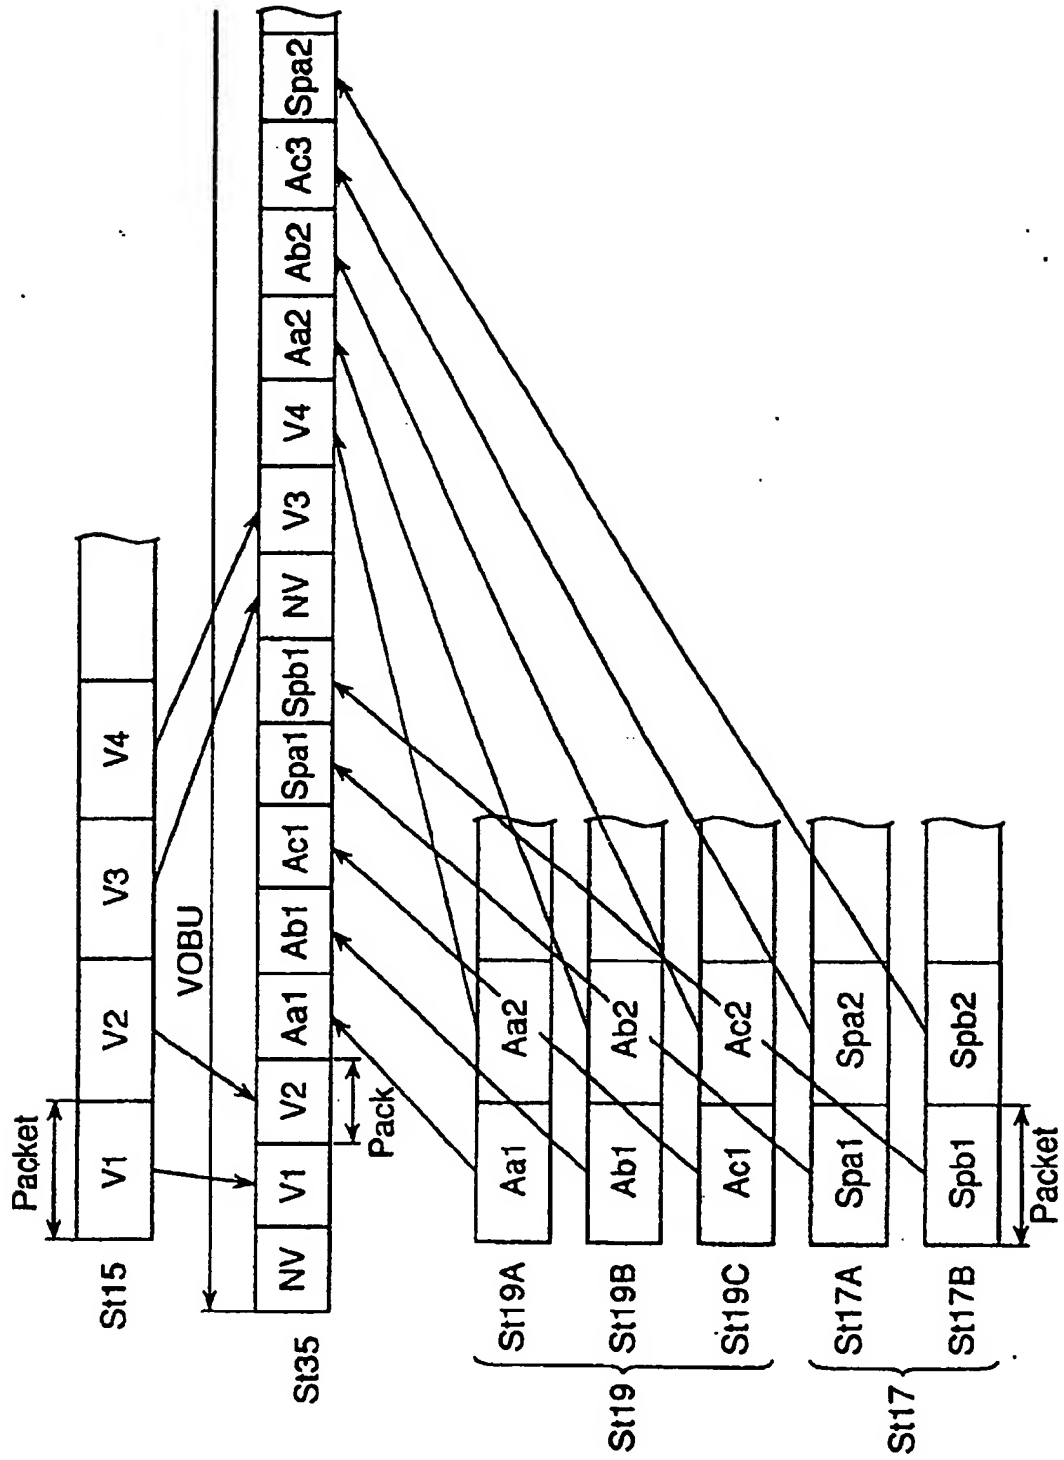 Packet
St15 V1 V2 V3 V4
VOBU
St35 NV V1 V2 Aa1 Ab1 Ac1 Spa1 Spb1 NV V3 V4 Aa2 Ab2 Ac3 Spa2
Pack
St19
St19A Aa1 Aa2
St19B Ab1 Ab2
St19C Ac1 Ac2
St17
St17A Spa1 Spa2
St17B Spb1 Spb2
Packet